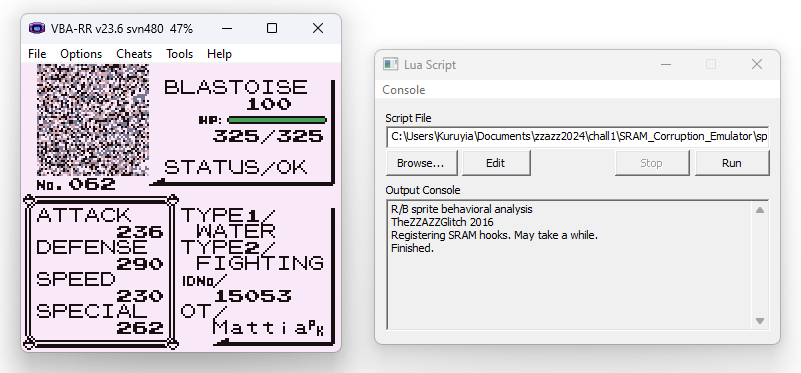 VBA-RR v23.6 svn480 47%
File Options Cheats Tools Help
BLASTOISE
100
HP:
325/325
STATUS/OK
No. 062
ATTACK
236
DEFENSE
290
SPEED
230
SPECIAL
262
TYPE1/
WATER
TYPE2/
FIGHTING
IDNo/
15053
OT/
MattiaPK
Lua Script
Console
Script File
C:\Users\Kuruyia\Documents\zzazz2024\chall1\SRAM_Corruption_Emulator\sp
Browse... Edit Stop Run
Output Console
R/B sprite behavioral analysis
TheZZAZZGlitch 2016
Registering SRAM hooks. May take a while.
Finished.